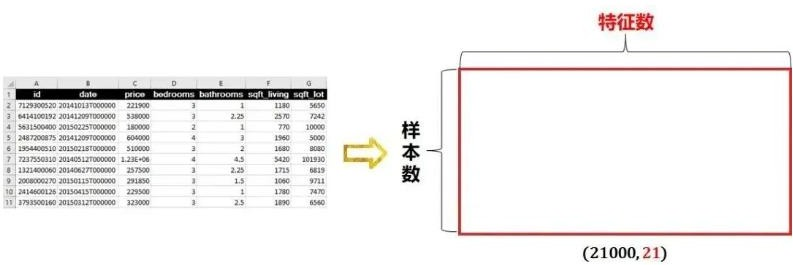 特征数
A B C D E F G
1 id date price bedrooms bathrooms sqft_living sqft_lot
2 7129300520 20141013T000000 221900 3 1 1180 5650
3 6414100192 20141209T000000 538000 3 2.25 2570 7242
4 5631500400 20150225T000000 180000 2 1 770 10000
5 2487200875 20141209T000000 604000 4 3 1960 5000
6 1954400510 20150218T000000 510000 3 2 1680 8080
7 7237550310 20140512T000000 1.23E+06 4 4.5 5420 101930
8 1321400060 20140627T000000 257500 3 2.25 1715 6819
9 2008000270 20150115T000000 291850 3 1.5 1060 9711
10 2414600126 20150415T000000 229500 3 1 1780 7470
11 3793500160 20150312T000000 323000 3 2.5 1890 6560
样本数
(21000, 21)